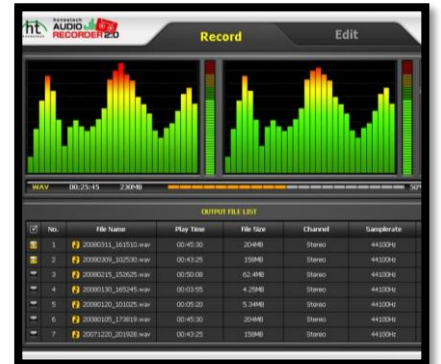 ht honestech
AUDIO
RECORDER 2.0
Record Edit
WAV 00:25:45 230MB 50%
OUTPUT FILE LIST
No. File Name Play Time File Size Channel Samplerate
1 20080311_161510.wav 00:45:30 204MB Stereo 44100Hz
2 20080309_102530.wav 00:43:25 158MB Stereo 44100Hz
3 20080215_152625.wav 00:50:08 62.4MB Stereo 44100Hz
4 20080130_165245.wav 00:03:55 4.25MB Stereo 44100Hz
5 20080120_101025.wav 00:05:20 5.34MB Stereo 44100Hz
6 20080105_173819.wav 00:45:30 204MB Stereo 44100Hz
7 20071220_201928.wav 00:43:25 158MB Stereo 44100Hz